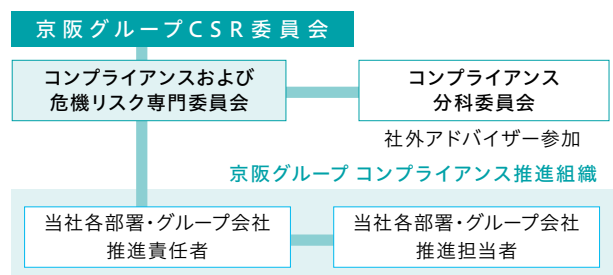 京阪グループCSR委員会
コンプライアンスおよび
危機リスク専門委員会
コンプライアンス
分科委員会
社外アドバイザー参加
京阪グループ コンプライアンス推進組織
当社各部署・グループ会社
推進責任者
当社各部署・グループ会社
推進担当者